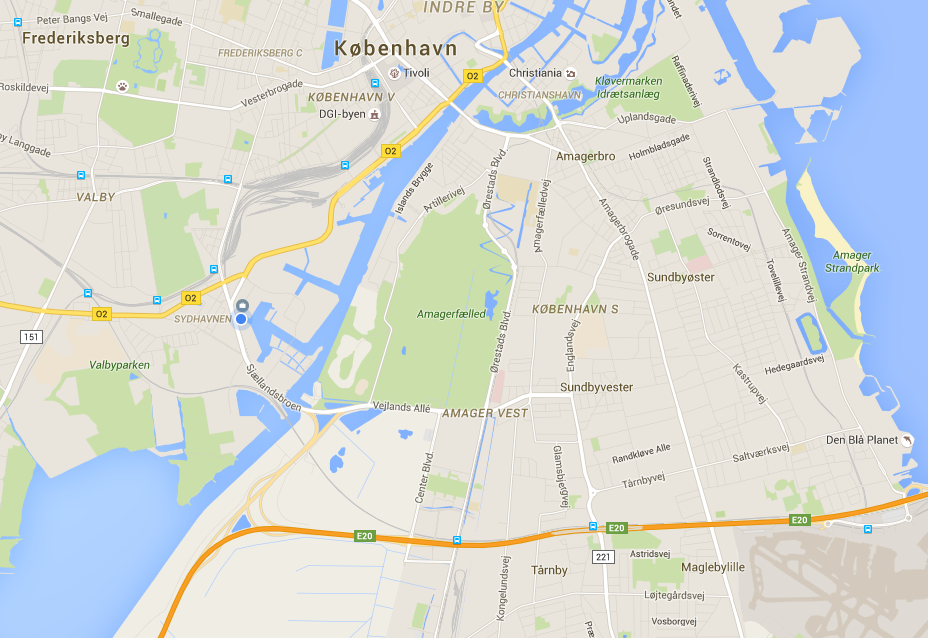 INDRE BY
Peter Bangs Vej
Smallegade
Frederiksberg
FREDERIKSBERG C
København
Tivoli
O2
Christiania
Kløvermarken
Idrætsanlæg
Raffinaderivej
Roskildevej
Vesterbrogade
KØBENHAVN V
CHRISTIANSHAVN
DGI-byen
Uplandsgade
Langgade
O2
Amagerbro
Holmbladsgade
Strandlodsvej
VALBY
Islands Brygge
Artillerivej
Ørestads Blvd.
Amagerfælledvej
Amagerbrogade
Øresundsvej
Sorrentovej
Amager Strandvej
Amager
Strandpark
Tovelillevej
Sundbyøster
O2
O2
SYDHAVNEN
Amagerfælled
Ørestads Blvd.
KØBENHAVN S
Englandsvej
151
Valbyparken
Sjællandsbroen
Hedegaardsvej
Kastrupvej
Sundbyvester
Vejlands Allé
AMAGER VEST
Den Blå Planet
Randkløve Alle
Saltværksvej
Glamsbjergvej
Center Blvd.
Tårnbyvej
E20
E20
E20
221
Astridsvej
Tårnby
Maglebylille
Kongelundsvej
Løjtegårdsvej
Vosborgvej